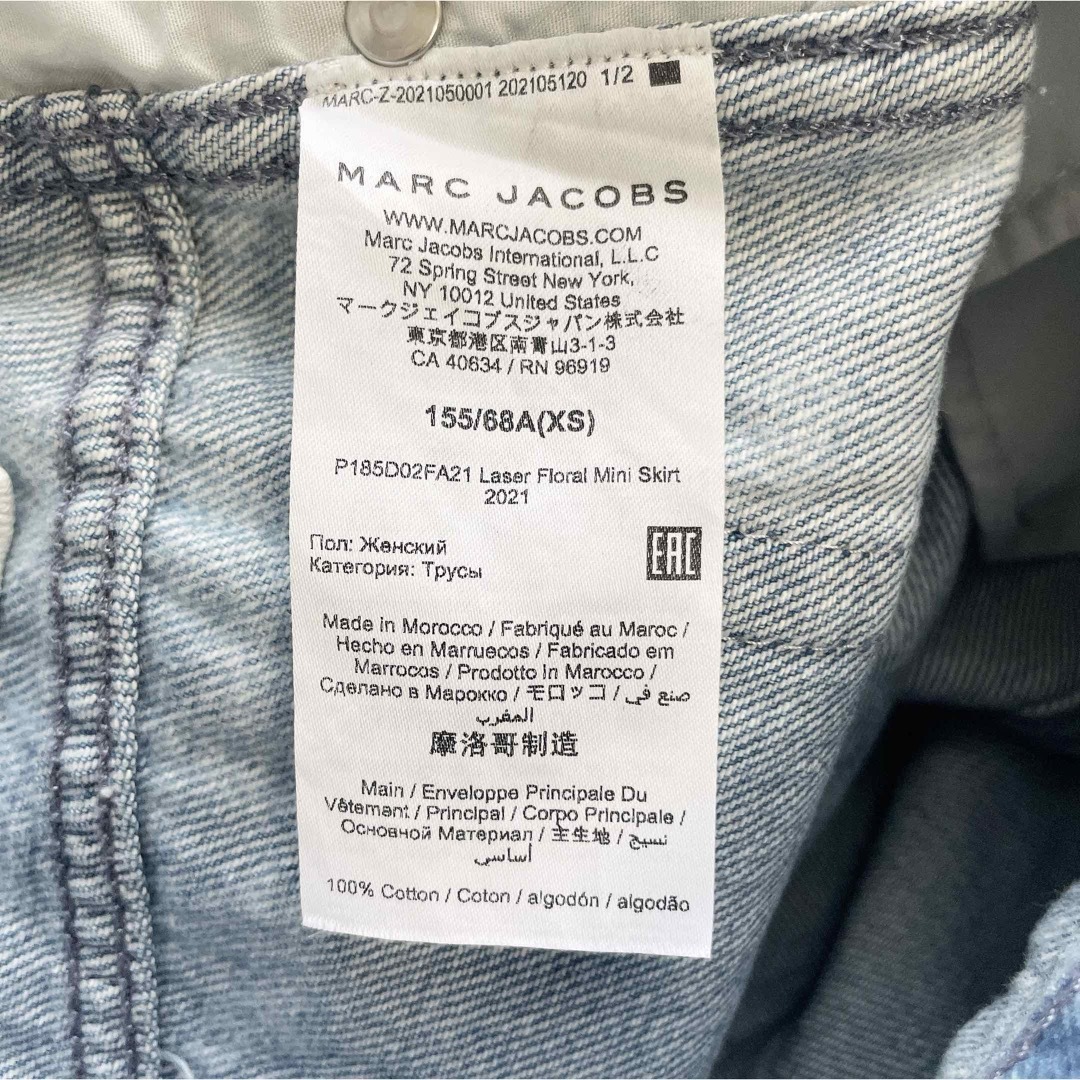 MARC-Z-2021050001 202105120 1/2
MARC JACOBS
WWW.MARCJACOBS.COM
Marc Jacobs International, L.L.C
72 Spring Street New York,
NY 10012 United States
マークジェイコブスジャパン株式会社
東京都港区南青山3-1-3
CA 40634 / RN 96919
155/68A(XS)
P185D02FA21 Laser Floral Mini Skirt
2021
Пол: Женский
Категория: Трусы
EAC
Made in Morocco / Fabriqué au Maroc /
Hecho en Marruecos / Fabricado em
Marrocos / Prodotto in Marocco /
Сделано в Марокко / モロッコ / صنع في
المغرب
摩洛哥制造
Main / Enveloppe Principale Du
Vêtement / Principal / Corpo Principale /
Основной Материал / 主生地 / نسيج
أساسي
100% Cotton / Coton / algodón / algodão